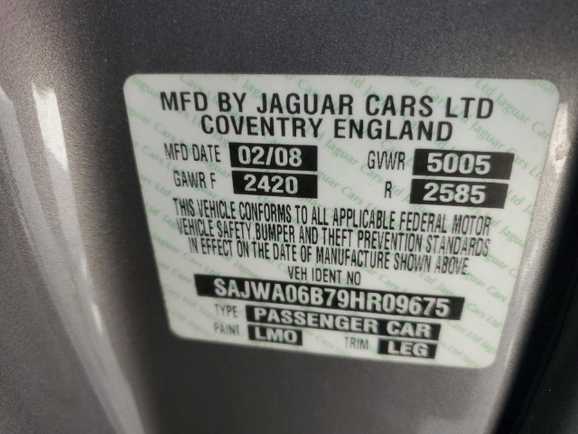 MFD BY JAGUAR CARS LTD
COVENTRY ENGLAND
MFD DATE 02/08 GVWR 5005
GAWR F 2420 R 2585
THIS VEHICLE CONFORMS TO ALL APPLICABLE FEDERAL MOTOR
VEHICLE SAFETY BUMPER AND THEFT PREVENTION STANDARDS
IN EFFECT ON THE DATE OF MANUFACTURE SHOWN ABOVE.
VEH IDENT NO
SAJWA06B79HR09675
TYPE PASSENGER CAR
PAINT LMO TRIM LEG